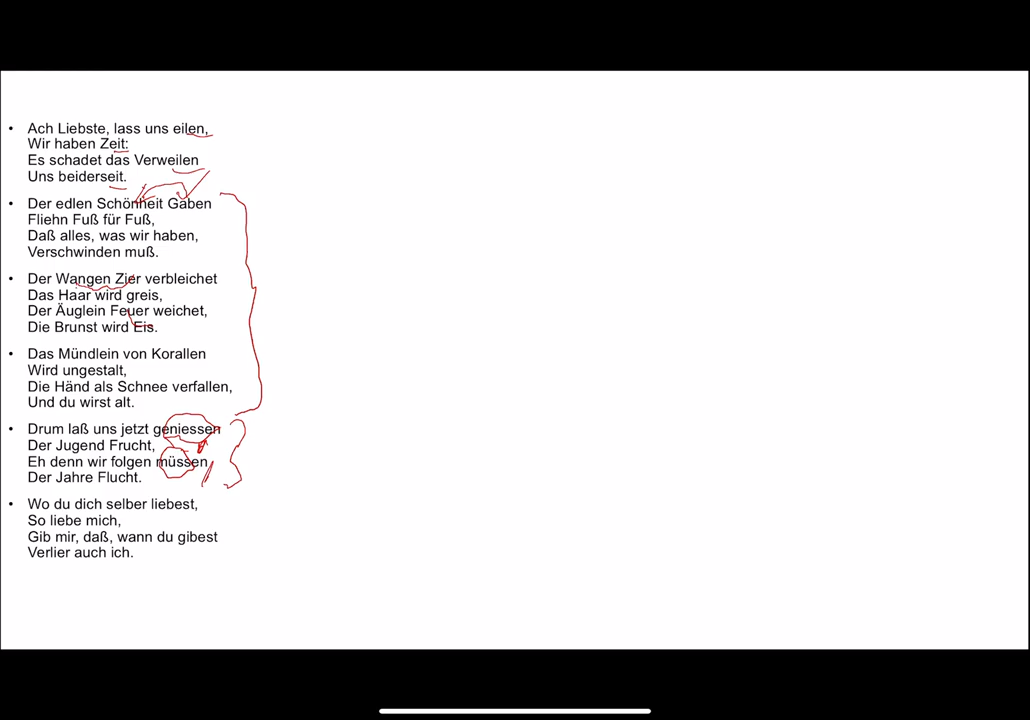 • Ach Liebste, lass uns eilen,
Wir haben Zeit:
Es schadet das Verweilen
Uns beiderseit.
• Der edlen Schönheit Gaben
Fliehn Fuß für Fuß,
Daß alles, was wir haben,
Verschwinden muß.
• Der Wangen Zier verbleichet
Das Haar wird greis,
Der Äuglein Feuer weichet,
Die Brunst wird Eis.
• Das Mündlein von Korallen
Wird ungestalt,
Die Händ als Schnee verfallen,
Und du wirst alt.
• Drum laß uns jetzt geniessen
Der Jugend Frucht,
Eh denn wir folgen müssen
Der Jahre Flucht.
• Wo du dich selber liebest,
So liebe mich,
Gib mir, daß, wann du gibest
Verlier auch ich.